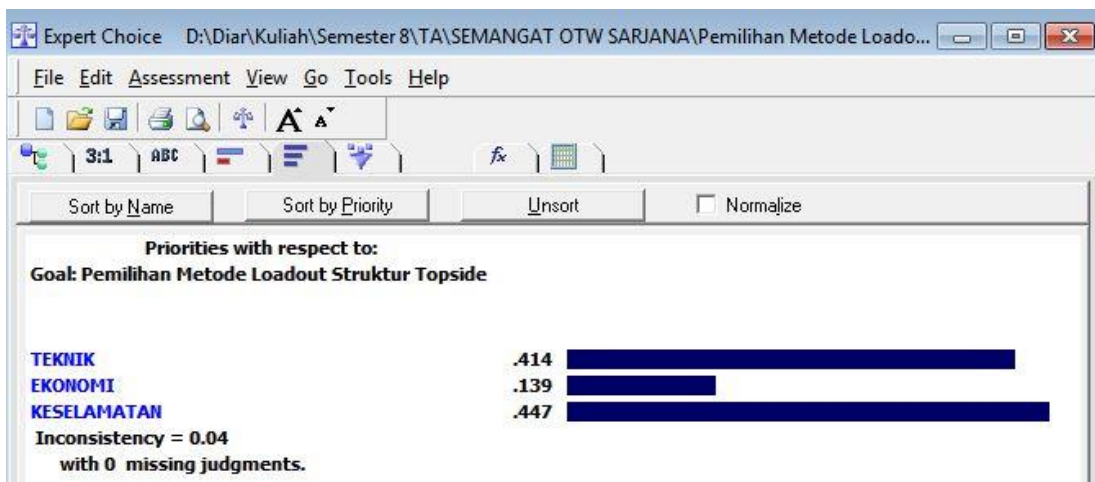 Expert Choice D:\Diar\Kuliah\Semester 8\TA\SEMANGAT OTW SARJANA\Pemilihan Metode Loado...
File Edit Assessment View Go Tools Help
A A
3:1 ABC fx
Sort by Name Sort by Priority Unsort Normalize
Priorities with respect to:
Goal: Pemilihan Metode Loadout Struktur Topside
TEKNIK .414
EKONOMI .139
KESELAMATAN .447
Inconsistency = 0.04
with 0 missing judgments.